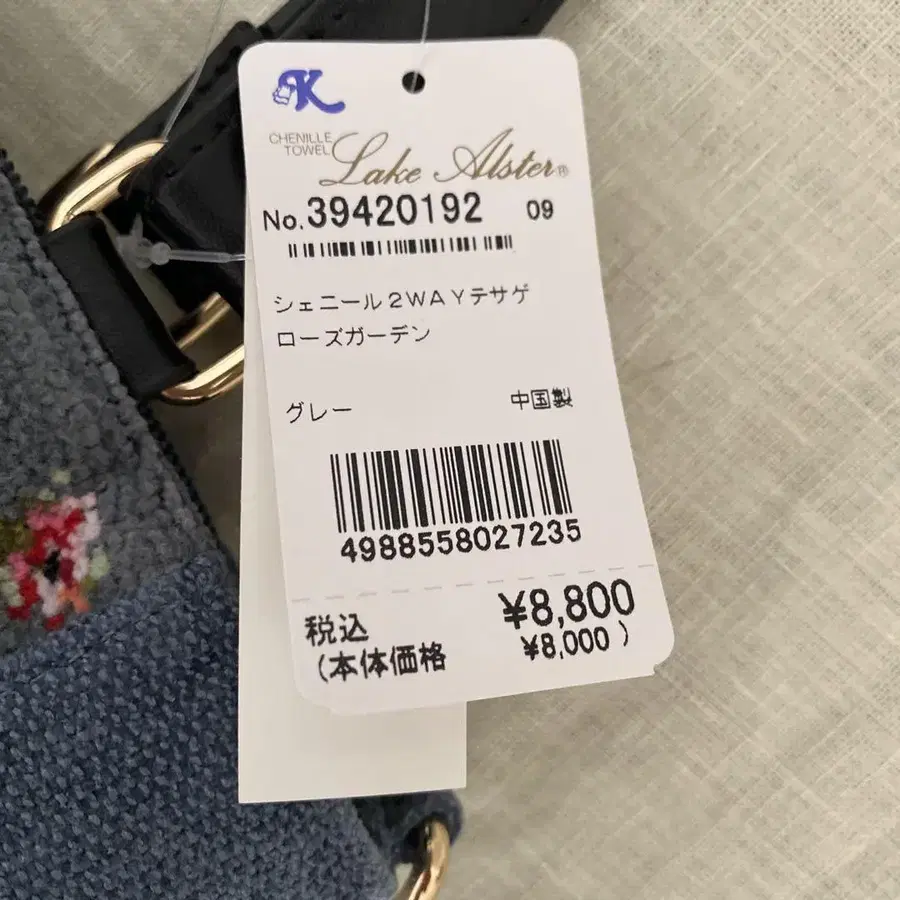 K
CHENILLE
TOWEL
Lake Alster®
No.39420192 09
シェニール2WAYテサゲ
ローズガーデン
グレー 中国製
4988558027235
税込 ¥8,800
(本体価格 ¥8,000)